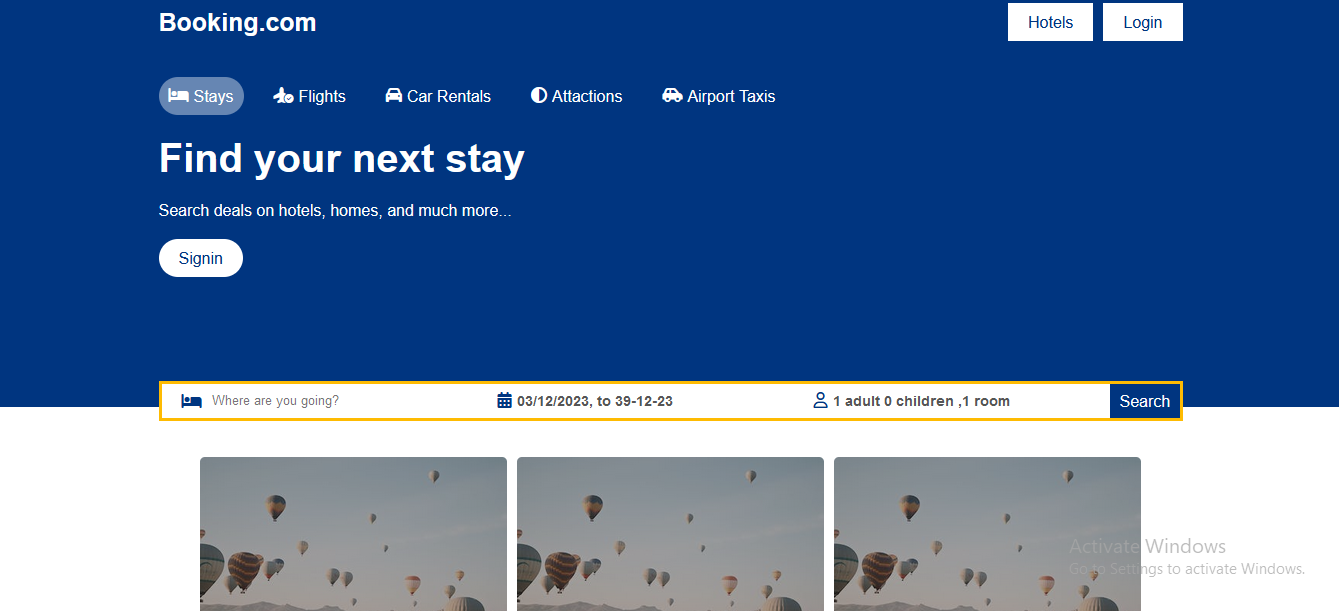 Booking.com
Hotels
Login
Stays
Flights
Car Rentals
Attactions
Airport Taxis
Find your next stay
Search deals on hotels, homes, and much more...
Signin
Where are you going?
03/12/2023, to 39-12-23
1 adult 0 children ,1 room
Search
Activate Windows
Go to Settings to activate Windows.